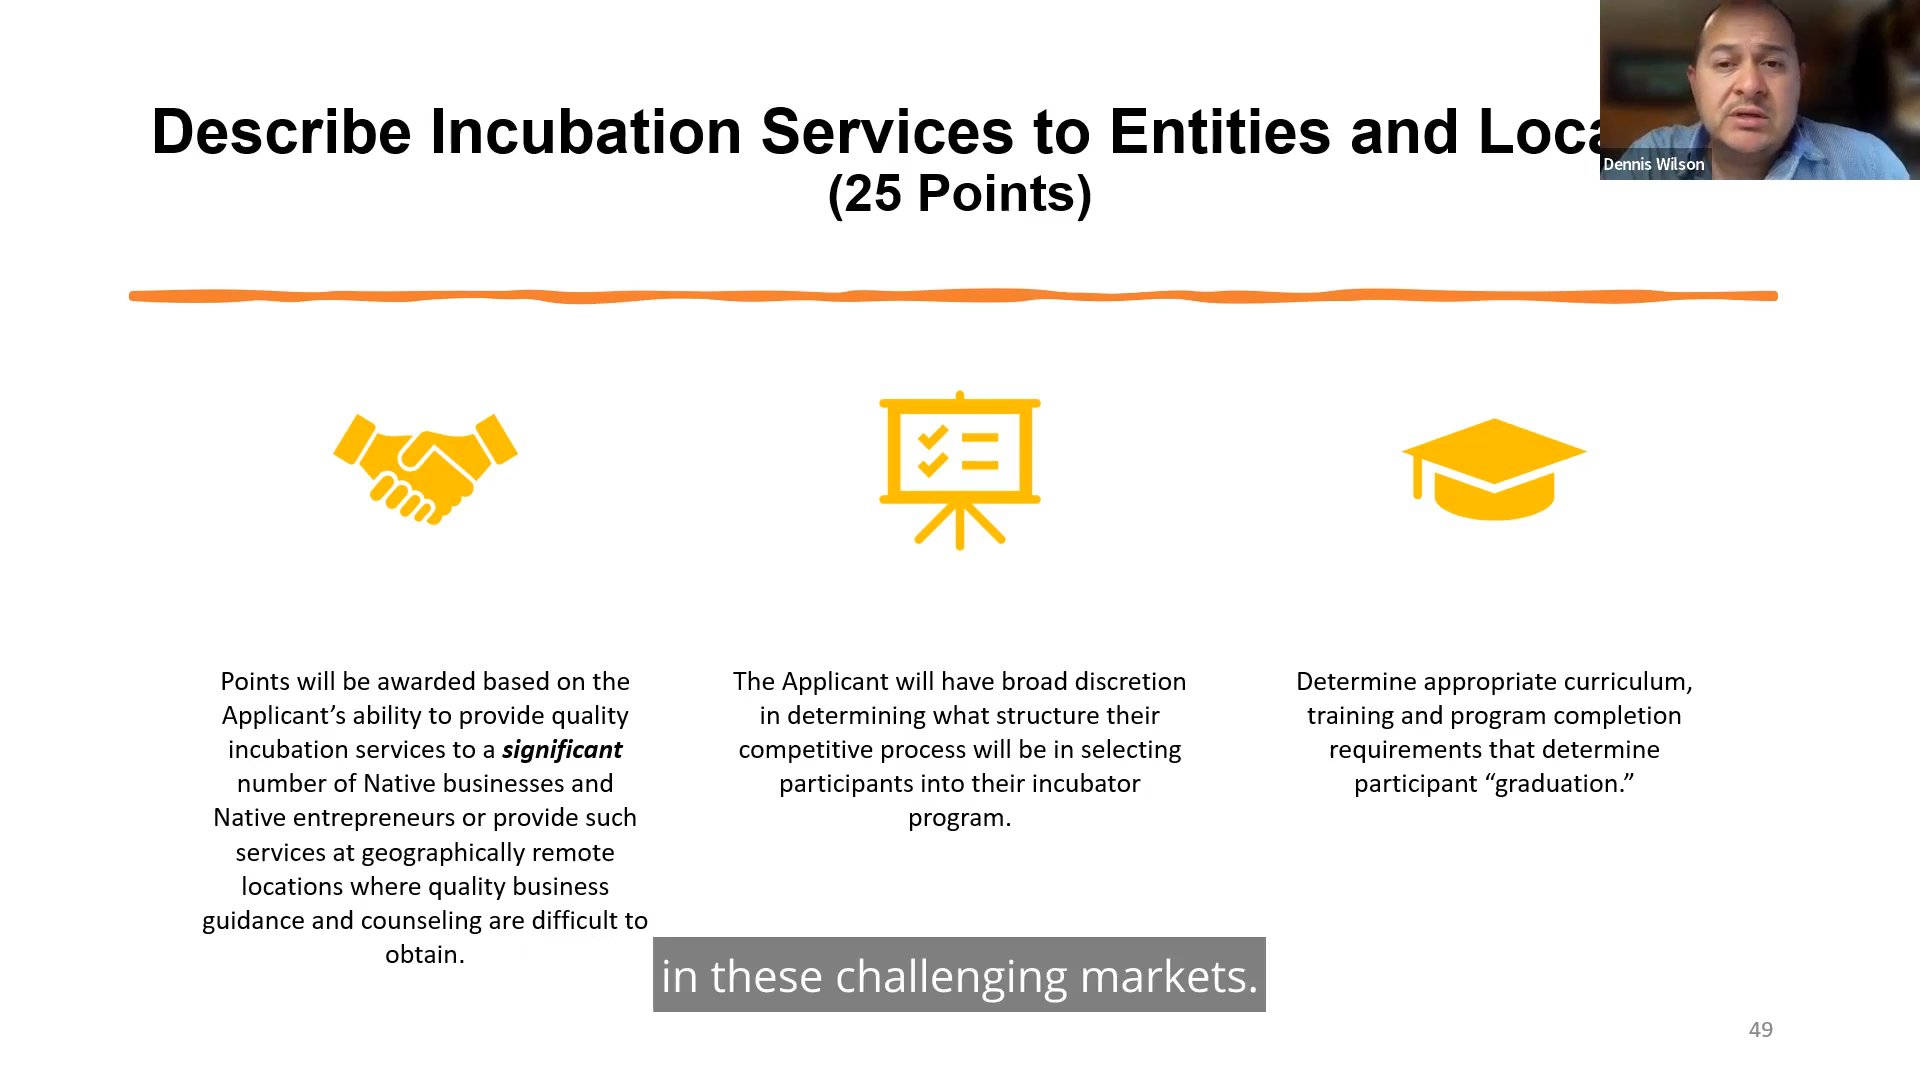 Describe Incubation Services to Entities and Loca
(25 Points)
Dennis Wilson
Points will be awarded based on the
Applicant’s ability to provide quality
incubation services to a significant
number of Native businesses and
Native entrepreneurs or provide such
services at geographically remote
locations where quality business
guidance and counseling are difficult to
obtain.
The Applicant will have broad discretion
in determining what structure their
competitive process will be in selecting
participants into their incubator
program.
Determine appropriate curriculum,
training and program completion
requirements that determine
participant “graduation.”
in these challenging markets.
49